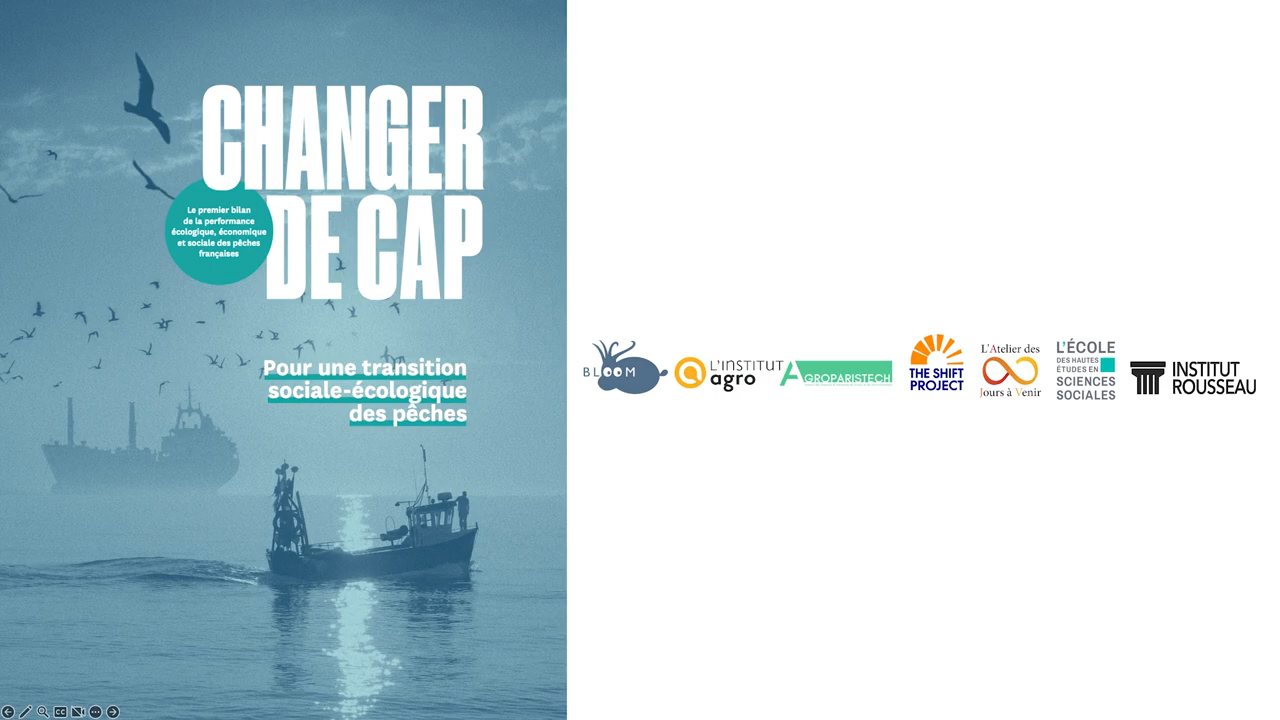 CHANGER
DE CAP
Le premier bilan
de la performance
écologique, économique
et sociale des pêches
françaises
Pour une transition
sociale-écologique
des pêches
BLOOM
L'INSTITUT
agro
AGROPARISTECH
THE SHIFT
PROJECT
L'Atelier des
Jours à Venir
L'ÉCOLE
DES HAUTES
ÉTUDES EN
SCIENCES
SOCIALES
INSTITUT
ROUSSEAU
CC